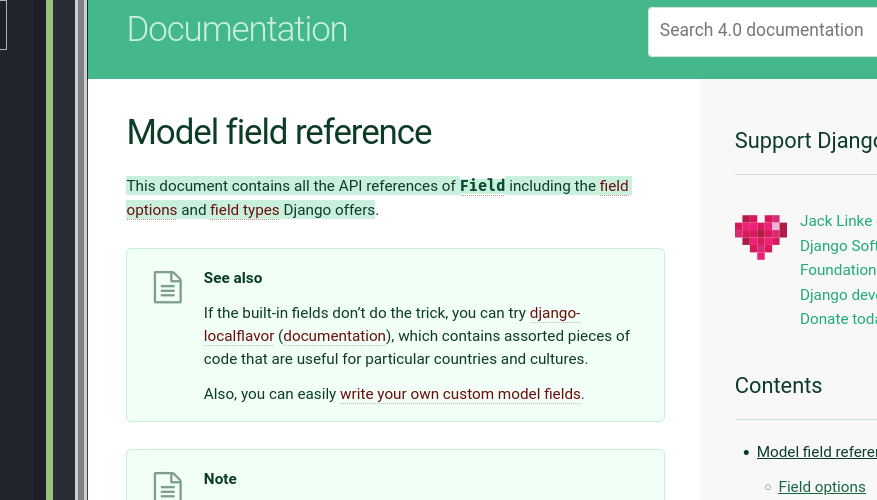 Documentation
Search 4.0 documentation
Model field reference
This document contains all the API references of Field including the field
options and field types Django offers.
See also
If the built-in fields don’t do the trick, you can try django-
localflavor (documentation), which contains assorted pieces of
code that are useful for particular countries and cultures.
Also, you can easily write your own custom model fields.
Note
Support Django
Jack Linke
Django Soft
Foundation
Django deve
Donate toda
Contents
Model field referen
Field options